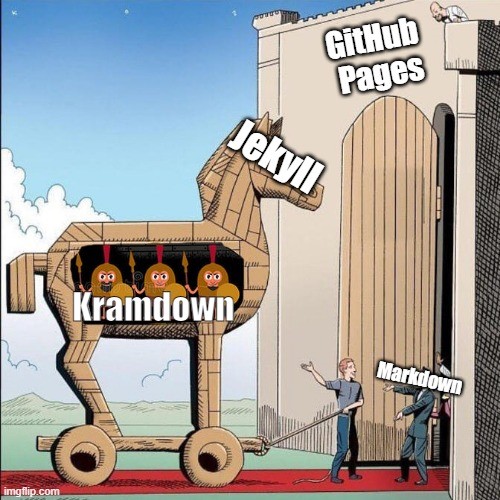 GitHub
Pages
Jekyll
Kramdown
Markdown
imgflip.com